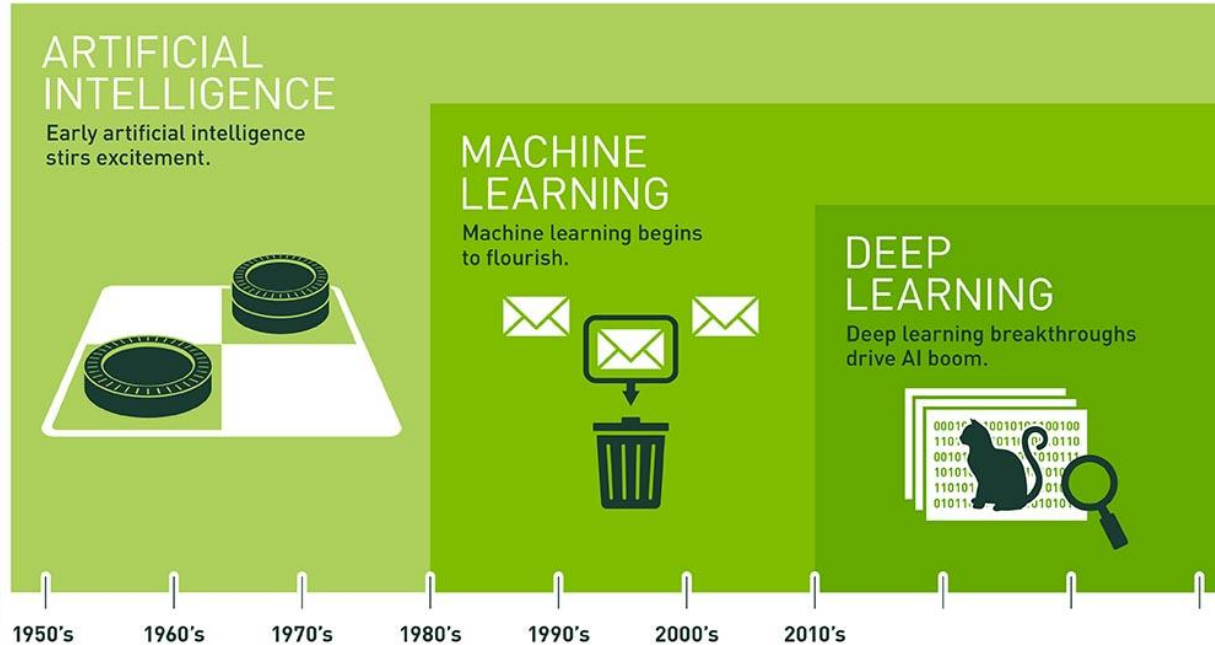 ARTIFICIAL
INTELLIGENCE
Early artificial intelligence
stirs excitement.
MACHINE
LEARNING
Machine learning begins
to flourish.
DEEP
LEARNING
Deep learning breakthroughs
drive AI boom.
1950's 1960's 1970's 1980's 1990's 2000's 2010's